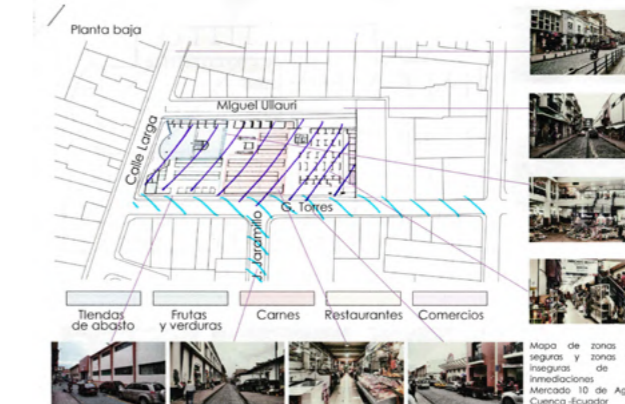 Planta baja
Miguel Ullauri
Calle Larga
G. Torres
J. Jaramillo
Tiendas de abasto
Frutas y verduras
Carnes
Restaurantes
Comercios
Mapa de zonas
seguras y zonas
inseguras de
inmediaciones
Mercado 10 de Ag
Cuenca -Ecuador